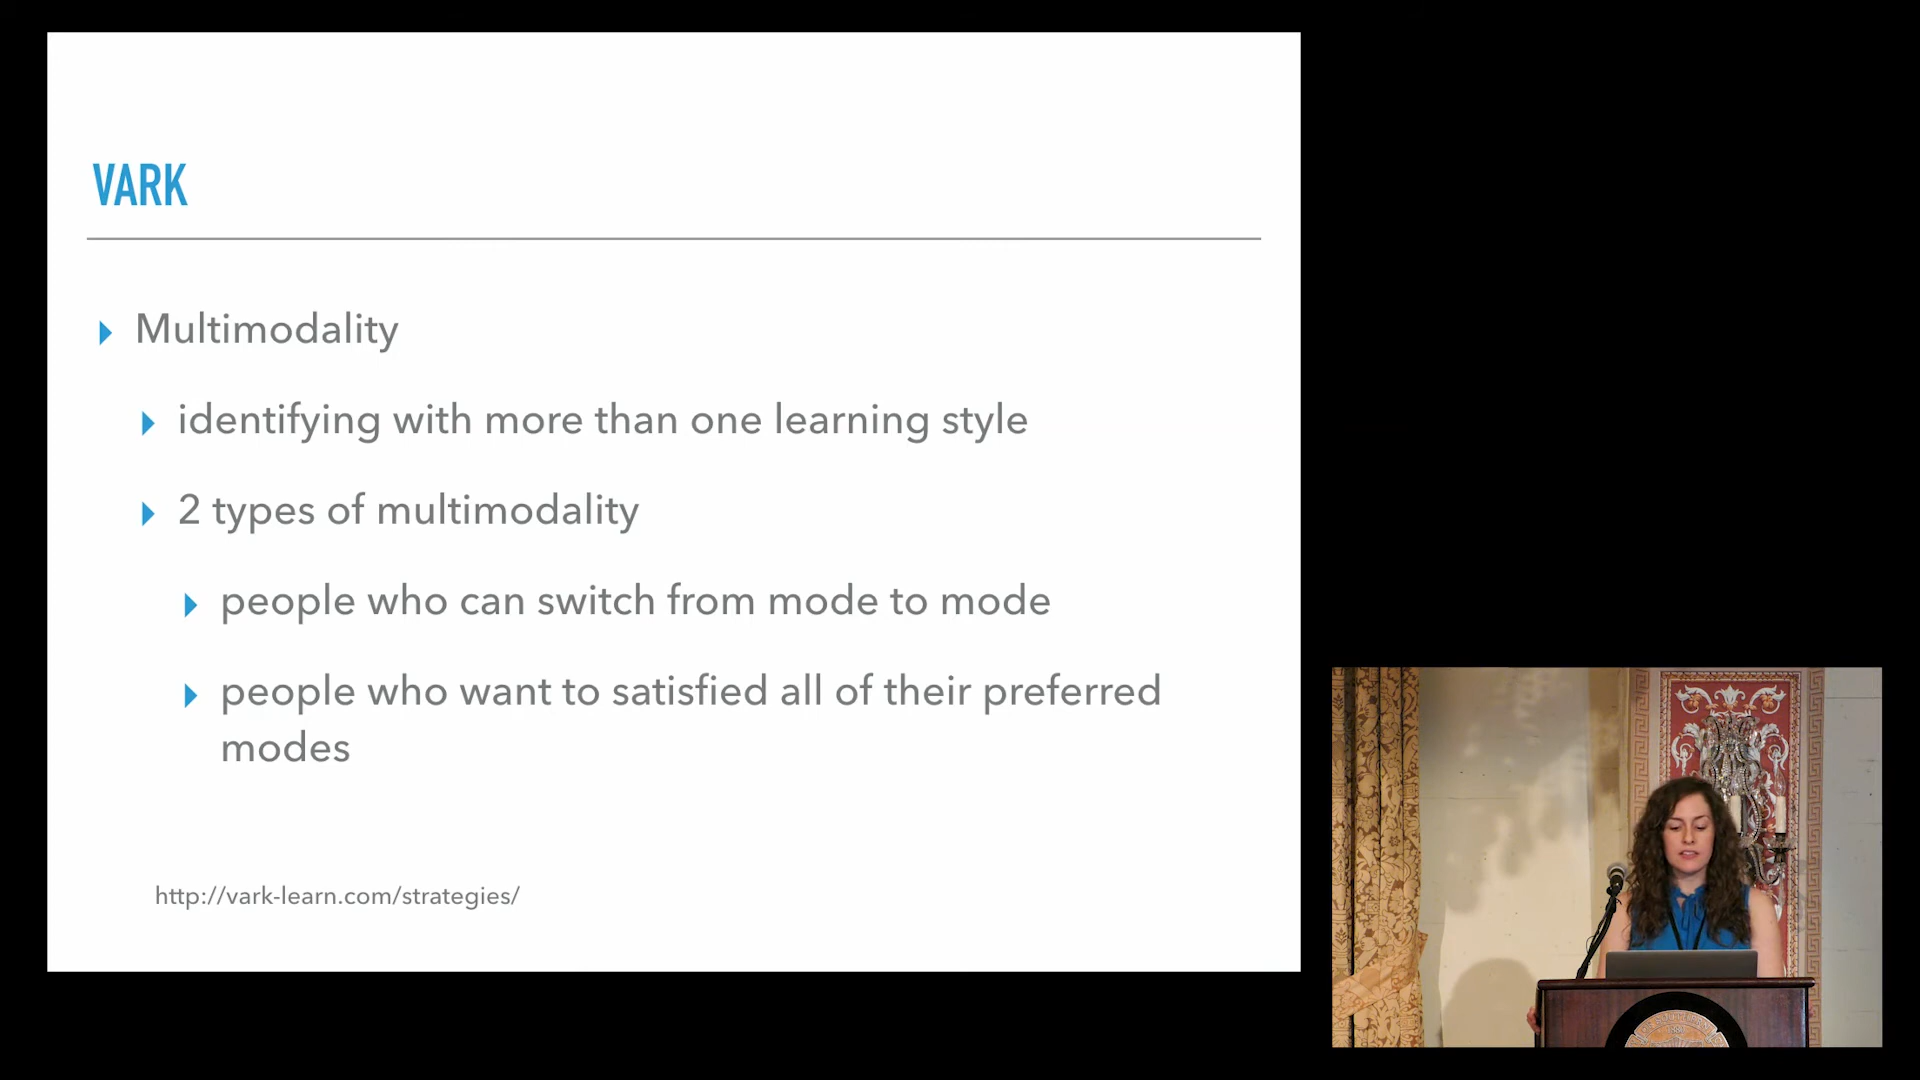 VARK
Multimodality
identifying with more than one learning style
2 types of multimodality
people who can switch from mode to mode
people who want to satisfied all of their preferred
modes
http://vark-learn.com/strategies/